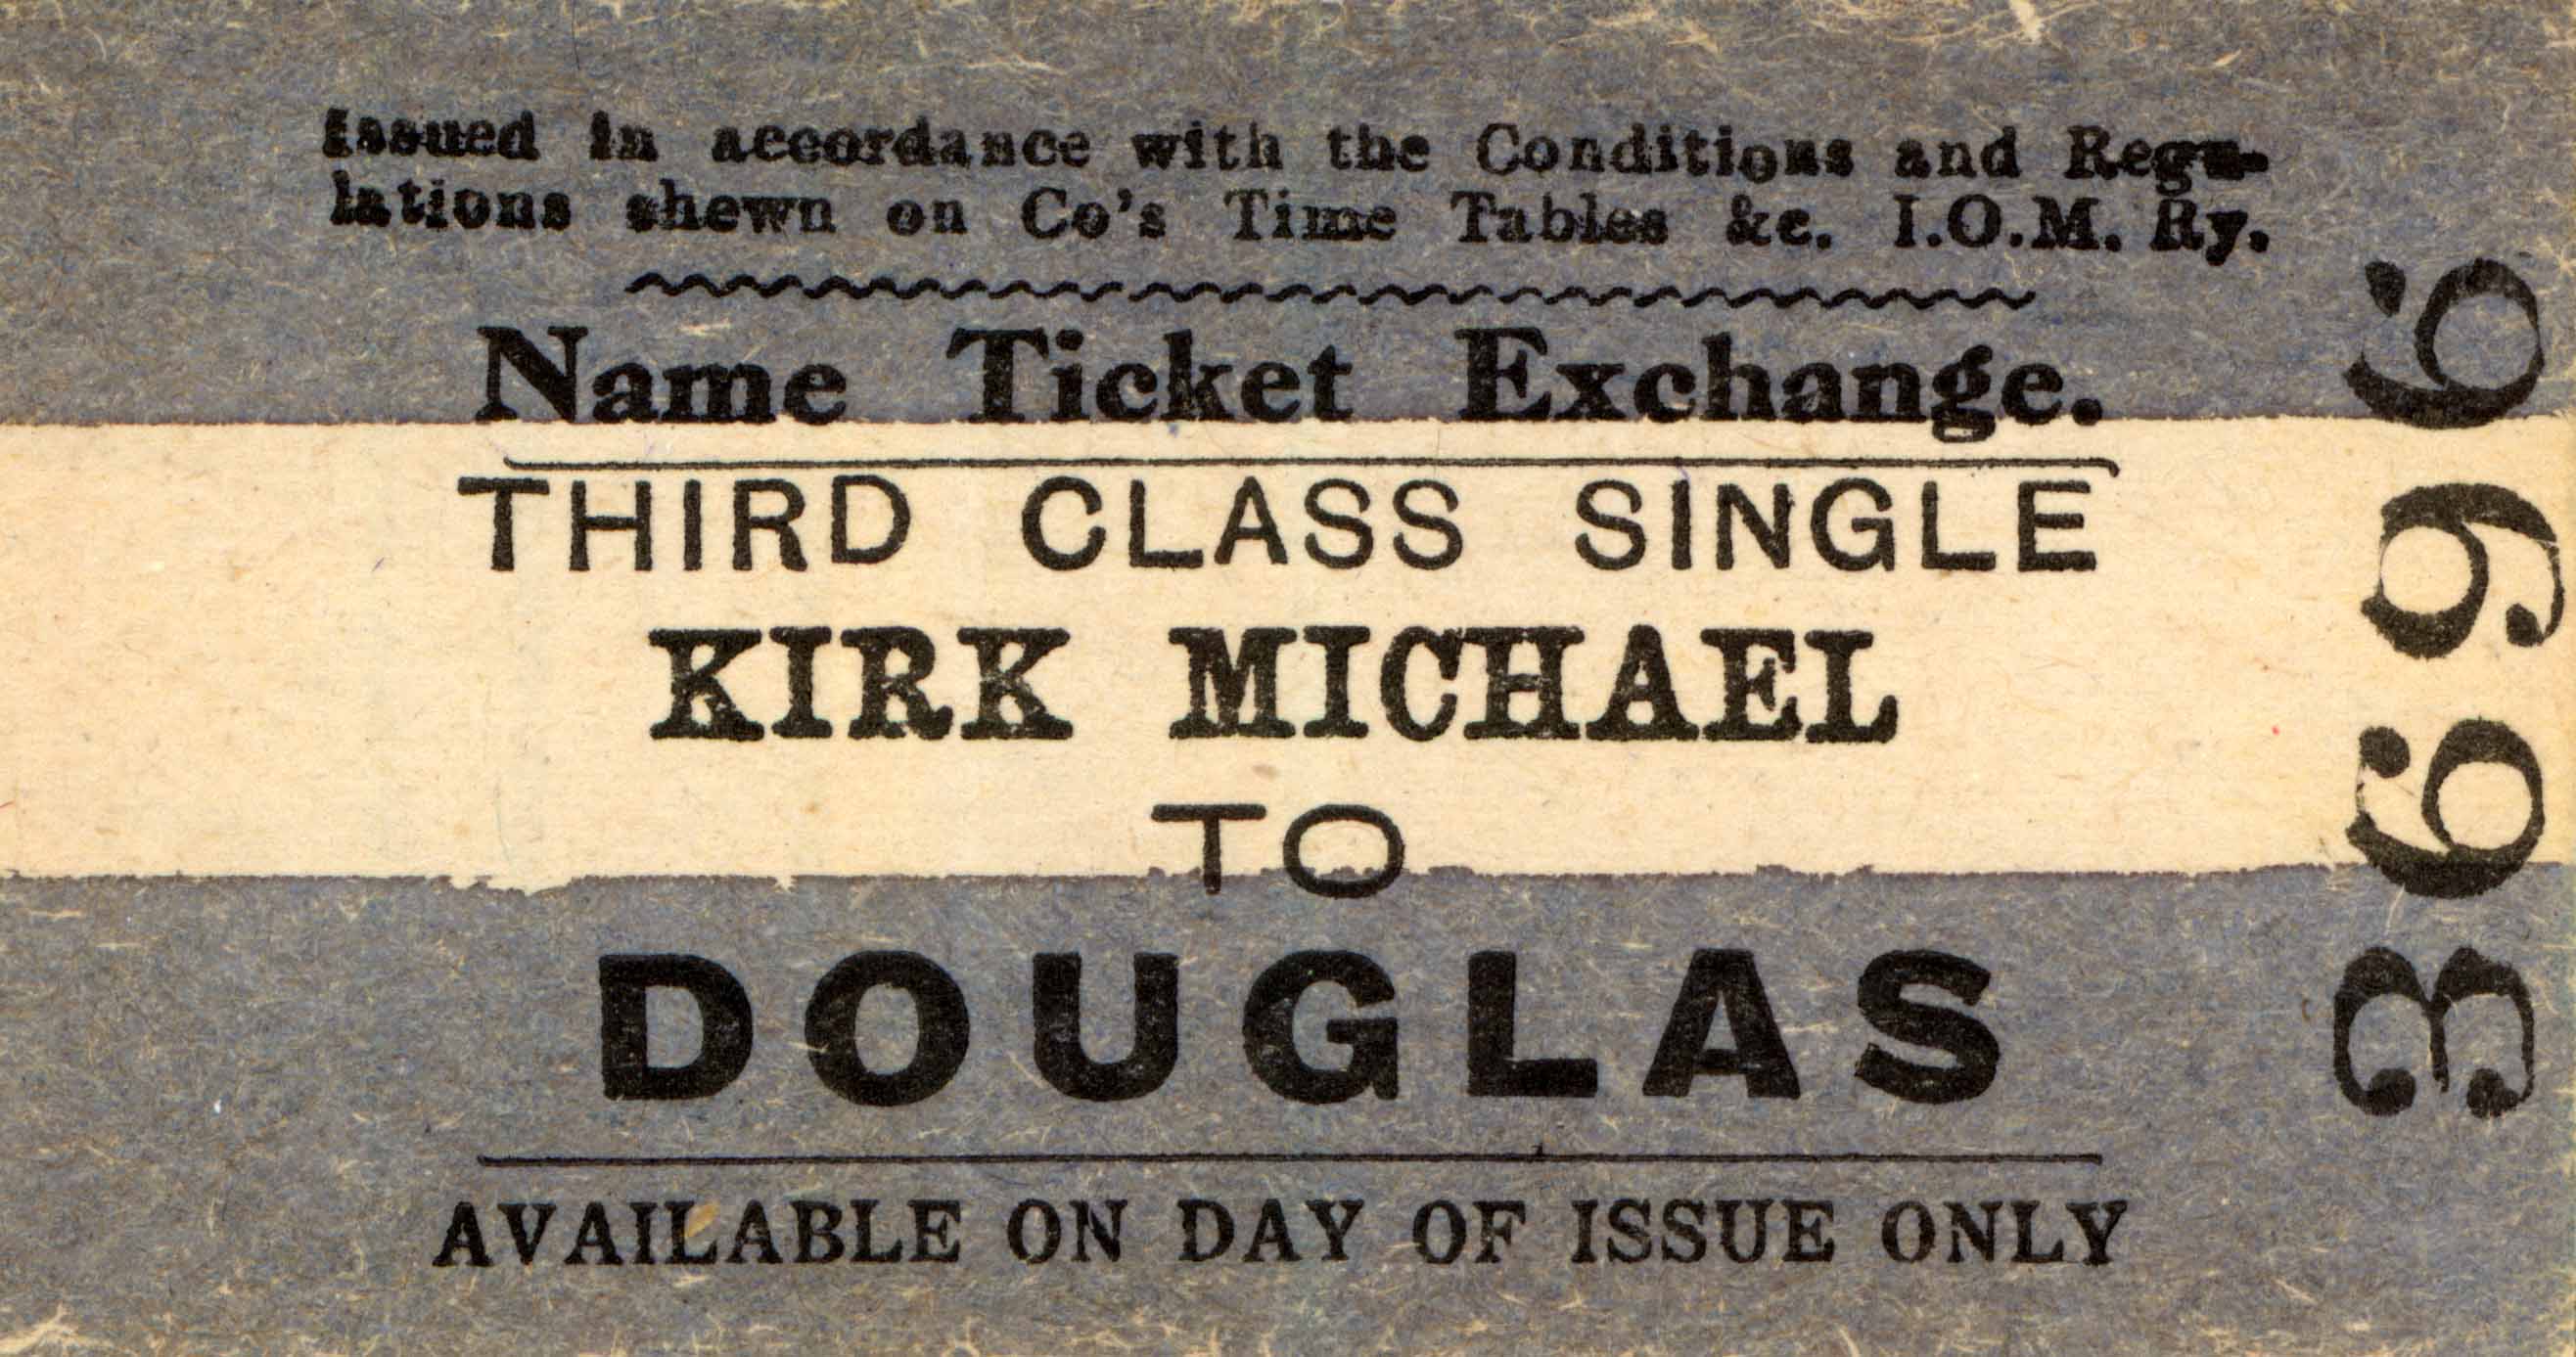 Issued in accordance with the Conditions and Regu-
lations shewn on Co's Time Tables &c. I.O.M. Ry.
Name Ticket Exchange.
THIRD CLASS SINGLE
KIRK MICHAEL
TO
DOUGLAS
AVAILABLE ON DAY OF ISSUE ONLY
3696